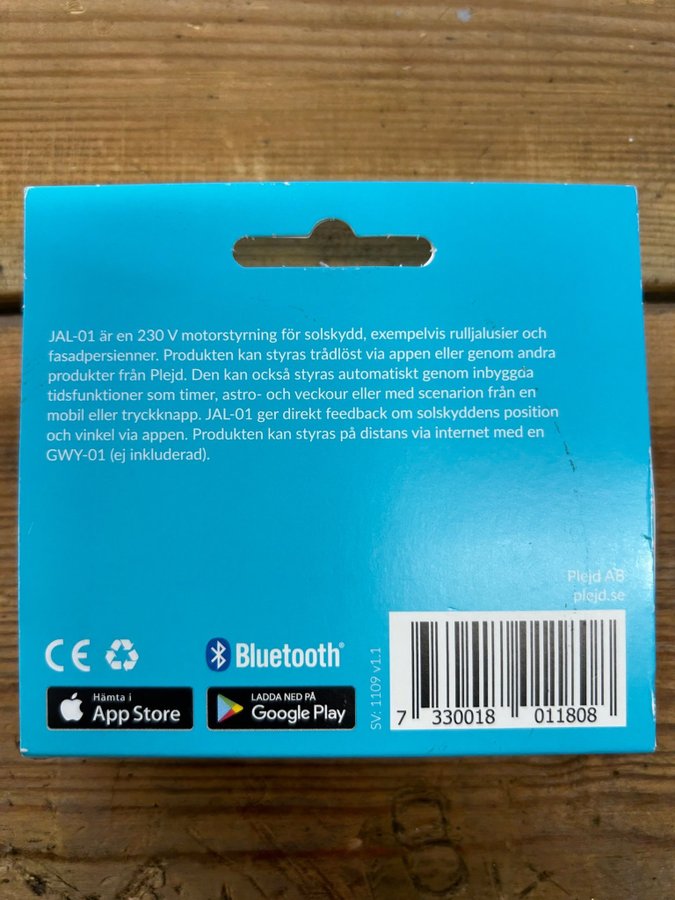 JAL-01 är en 230 V motorstyrning för solskydd, exempelvis rulljalusier och
fasadpersienner. Produkten kan styras trådlöst via appen eller genom andra
produkter från Plejd. Den kan också styras automatiskt genom inbyggda
tidsfunktioner som timer, astro- och veckour eller med scenarion från en
mobil eller tryckknapp. JAL-01 ger direkt feedback om solskyddens position
och vinkel via appen. Produkten kan styras på distans via internet med en
GWY-01 (ej inkluderad).
Plejd AB
plejd.se
CE
Bluetooth®
Hämta i
App Store
LADDA NED PÅ
Google Play
SV: 1109 v1.1
7 330018 011808